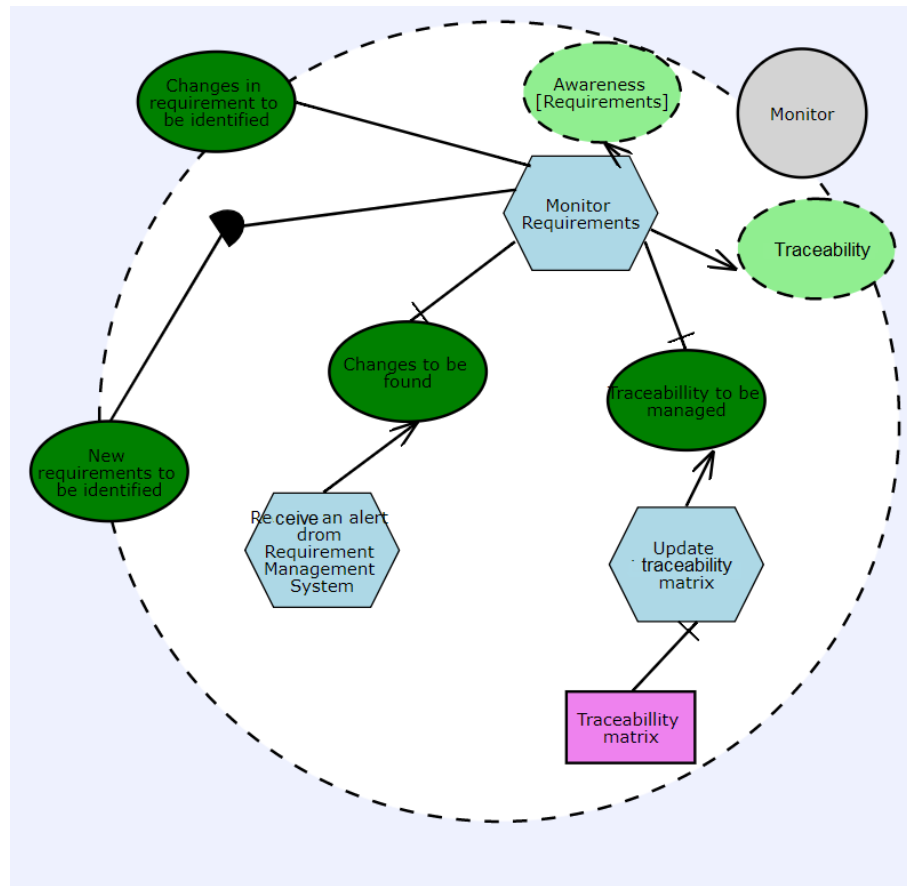 Changes in
requirement to
be identified
Awareness
[Requirements]
Monitor
Monitor
Requirements
Traceability
Changes to be
found
Traceabillity to be
managed
New
requirements to
be identified
Receive an alert
drom
Requirement
Management
System
Update
traceability
matrix
Traceabillity
matrix